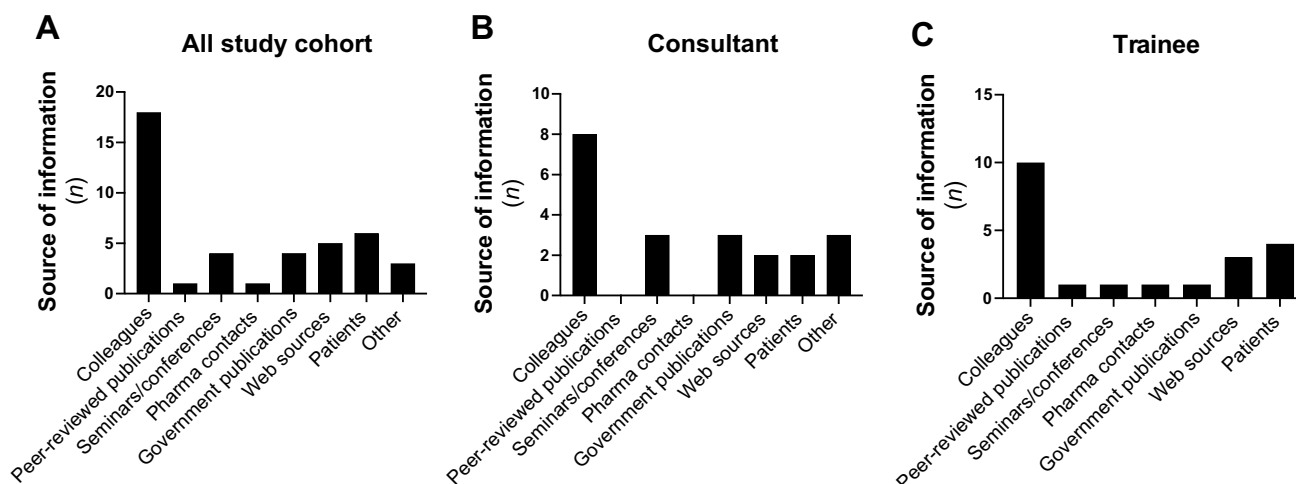 A
All study cohort
Source of information
(n)
20
15
10
5
0
Colleagues
Peer-reviewed publications
Seminars/conferences
Pharma contacts
Government publications
Web sources
Patients
Other
B
Consultant
Source of information
(n)
10
8
6
4
2
0
Colleagues
Peer-reviewed publications
Seminars/conferences
Pharma contacts
Government publications
Web sources
Patients
Other
C
Trainee
Source of information
(n)
15
10
5
0
Colleagues
Peer-reviewed publications
Seminars/conferences
Pharma contacts
Government publications
Web sources
Patients